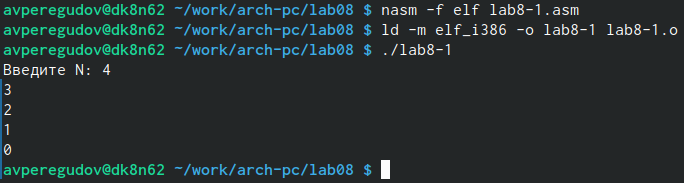 avperegudov@dk8n62 ~/work/arch-pc/lab08 $ nasm -f elf lab8-1.asm
avperegudov@dk8n62 ~/work/arch-pc/lab08 $ ld -m elf_i386 -o lab8-1 lab8-1.o
avperegudov@dk8n62 ~/work/arch-pc/lab08 $ ./lab8-1
Введите N: 4
3
2
1
0
avperegudov@dk8n62 ~/work/arch-pc/lab08 $